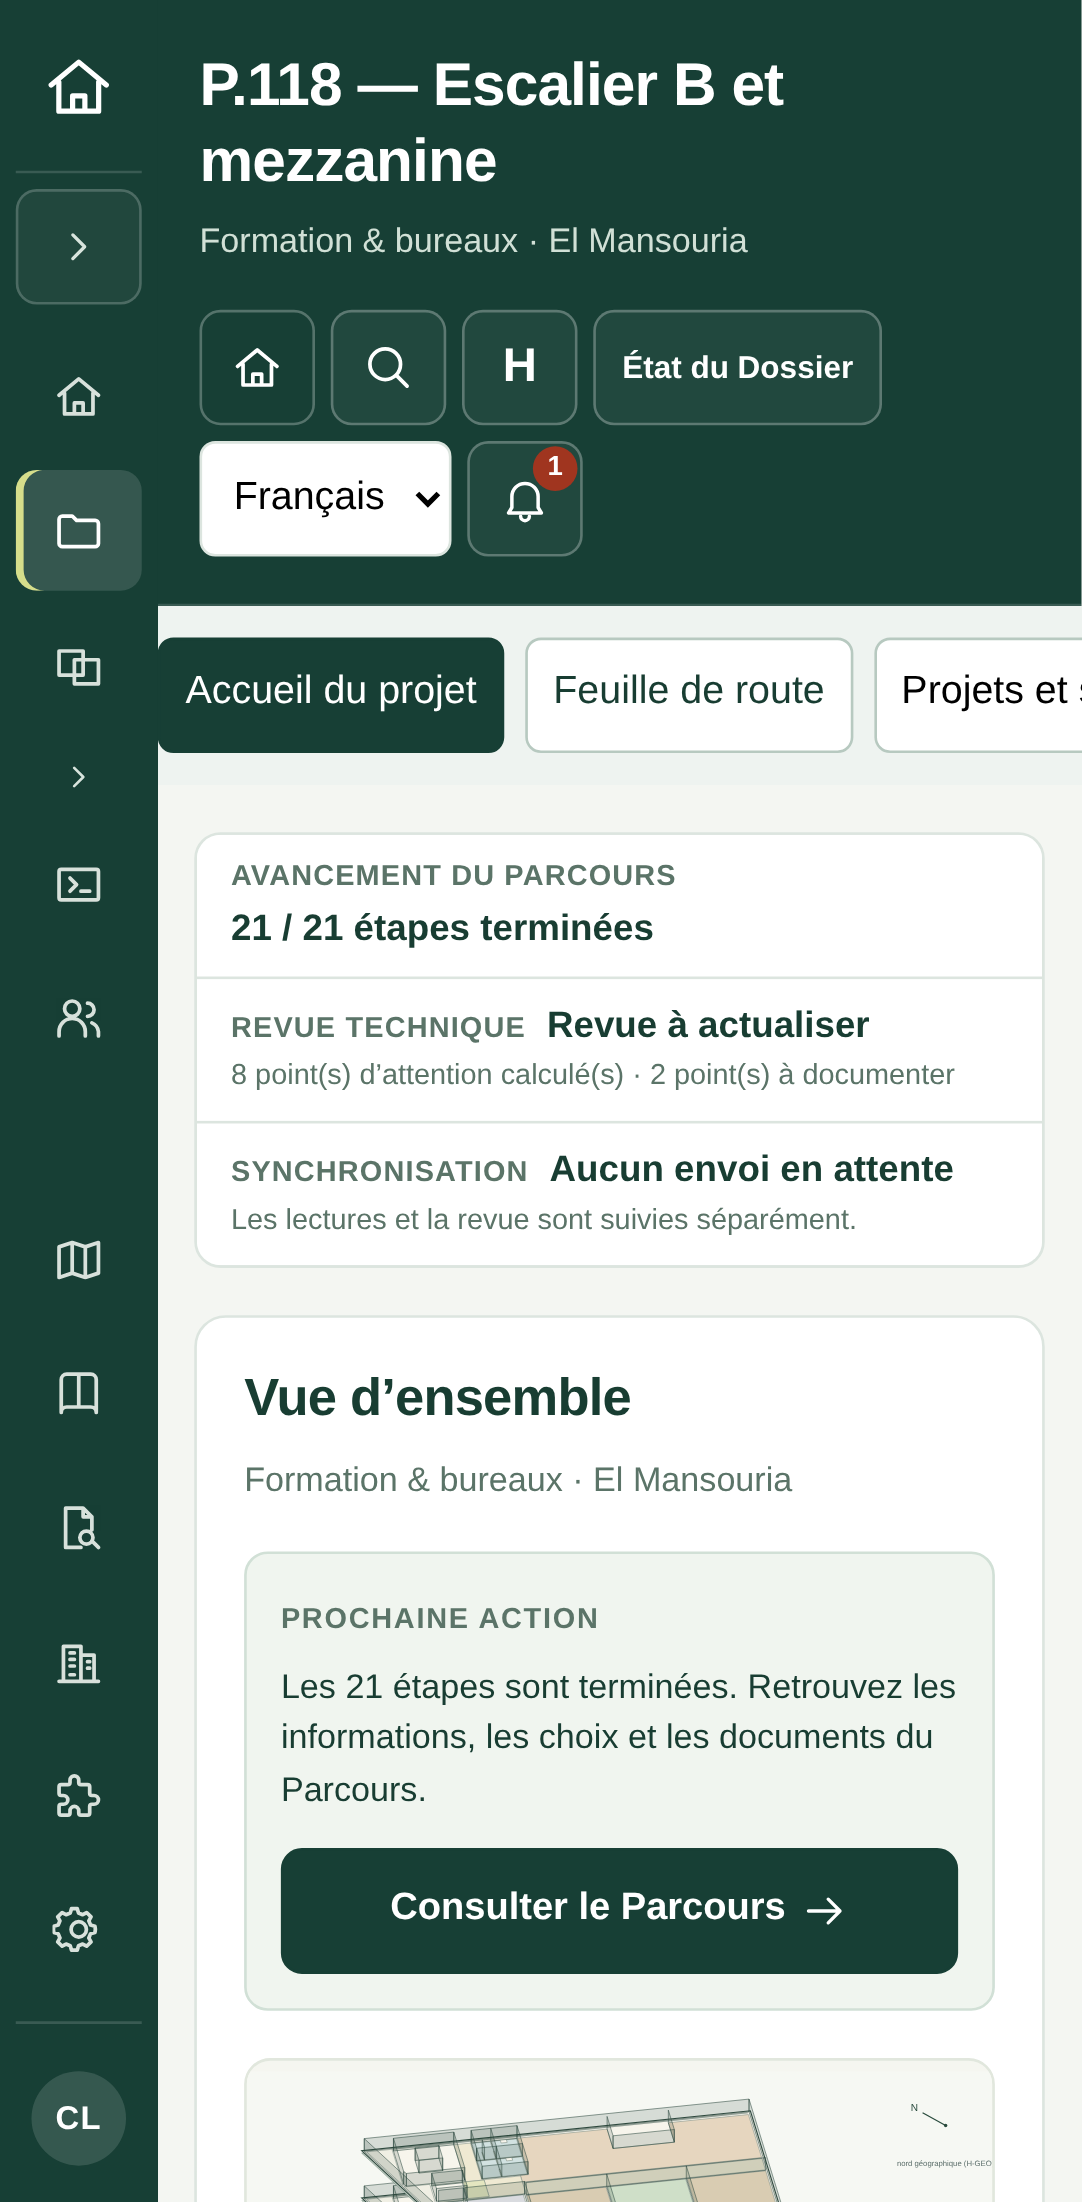 P.118 — Escalier B et
mezzanine
Formation & bureaux · El Mansouria
H
État du Dossier
Français
1
Accueil du projet
Feuille de route
Projets et
AVANCEMENT DU PARCOURS
21 / 21 étapes terminées
REVUE TECHNIQUE Revue à actualiser
8 point(s) d’attention calculé(s) · 2 point(s) à documenter
SYNCHRONISATION Aucun envoi en attente
Les lectures et la revue sont suivies séparément.
Vue d’ensemble
Formation & bureaux · El Mansouria
PROCHAINE ACTION
Les 21 étapes sont terminées. Retrouvez les
informations, les choix et les documents du
Parcours.
Consulter le Parcours →
CL
N
nord géographique (H-GEO